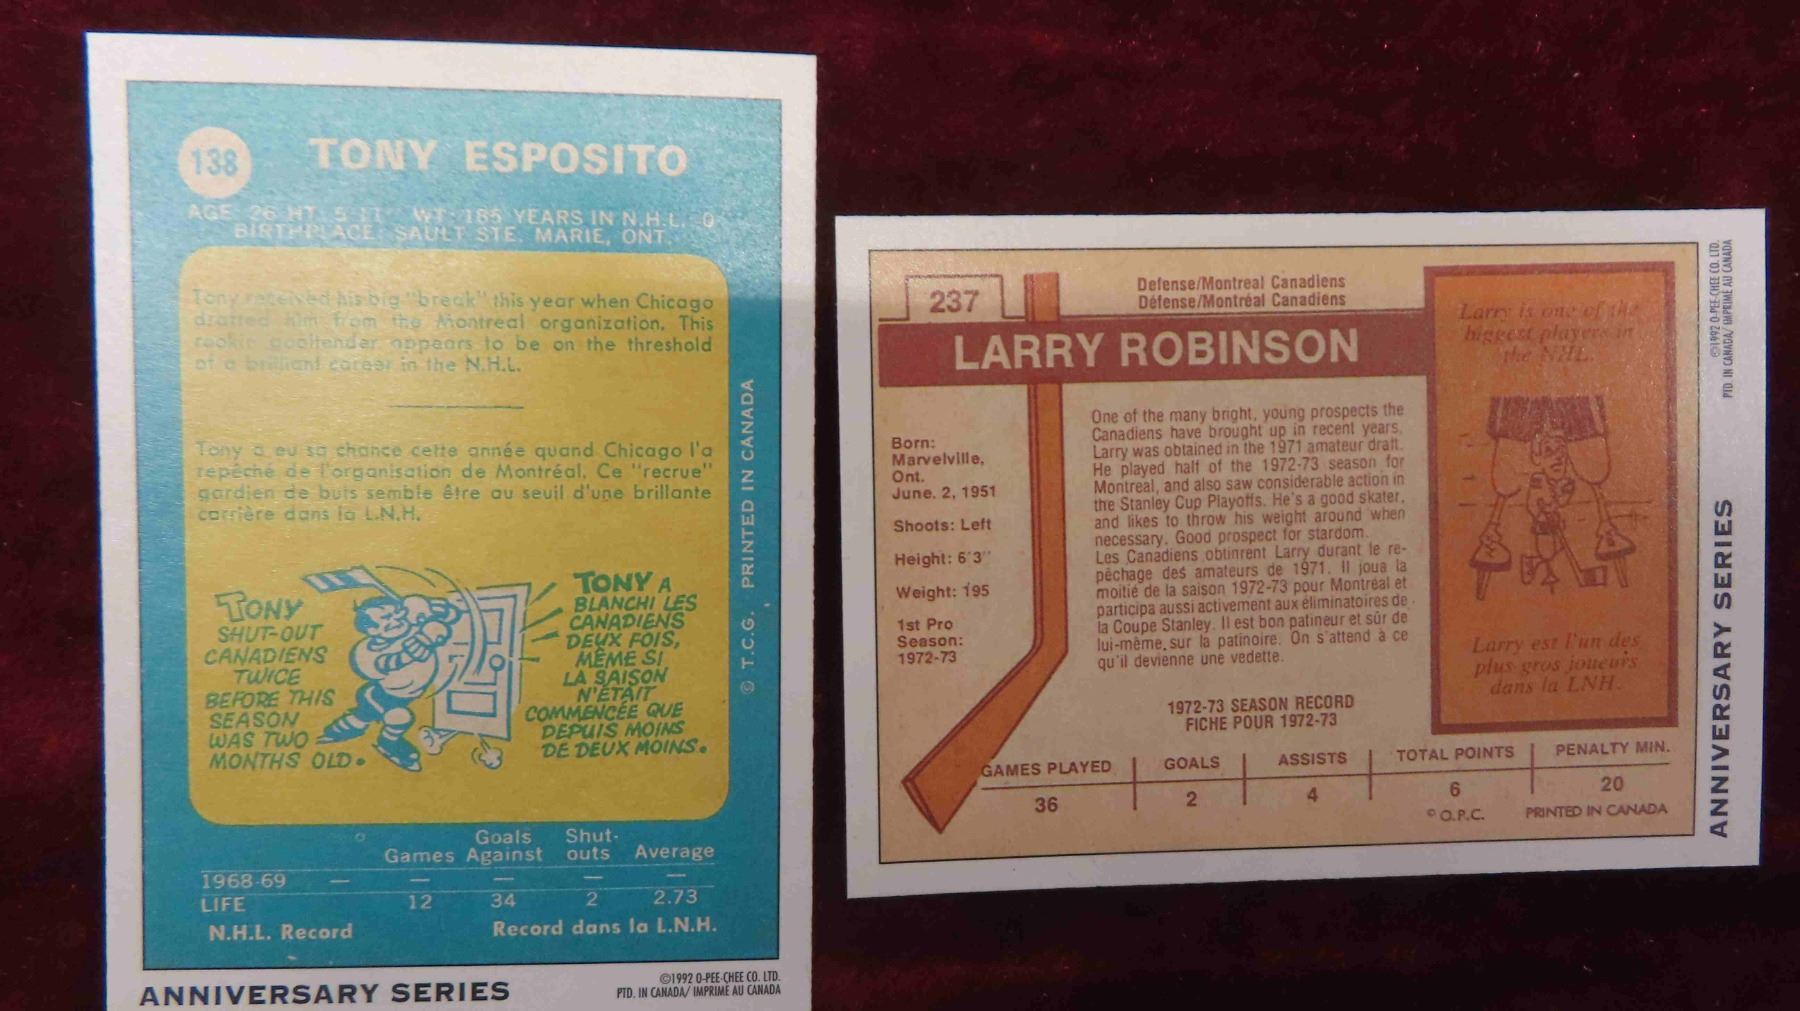 138
TONY ESPOSITO
AGE: 26 HT: 5-11" WT: 185 YEARS IN N.H.L.-0
BIRTHPLACE: SAULT STE. MARIE, ONT.
Tony received his big "break" this year when Chicago
drafted him from the Montreal organization. This
rookie goaltender appears to be on the threshold
of a brilliant career in the N.H.L.
Tony a eu sa chance cette année quand Chicago l'a
repêché de l'organisation de Montréal. Ce "recrue"
gardien de buts semble être au seuil d'une brillante
carrière dans la L.N.H.
TONY
SHUT-OUT
CANADIENS
TWICE
BEFORE THIS
SEASON
WAS TWO
MONTHS OLD.
TONY A
BLANCHI LES
CANADIENS
DEUX FOIS,
MÊME SI
LA SAISON
N'ÉTAIT
COMMENCÉE QUE
DEPUIS MOINS
DE DEUX MOINS.
© T.C.G. PRINTED IN CANADA
Games Goals Against Shut-outs Average
1968-69 — — — — —
LIFE 12 34 2 2.73
N.H.L. Record Record dans la L.N.H.
ANNIVERSARY SERIES
©1992 O-PEE-CHEE CO. LTD.
PTD. IN CANADA/ IMPRIME AU CANADA
237
Defense/Montreal Canadiens
Défense/Montréal Canadiens
LARRY ROBINSON
Born:
Marvelville,
Ont.
June. 2, 1951
Shoots: Left
Height: 6'3"
Weight: 195
1st Pro
Season:
1972-73
One of the many bright, young prospects the
Canadiens have brought up in recent years,
Larry was obtained in the 1971 amateur draft.
He played half of the 1972-73 season for
Montreal, and also saw considerable action in
the Stanley Cup Playoffs. He's a good skater,
and likes to throw his weight around when
necessary. Good prospect for stardom.
Les Canadiens obtinrent Larry durant le re-
pêchage des amateurs de 1971. Il joua la
moitié de la saison 1972-73 pour Montréal et
participa aussi activement aux éliminatoires de
la Coupe Stanley. Il est bon patineur et sûr de
lui-même sur la patinoire. On s'attend à ce
qu'il devienne une vedette.
Larry is one of the
biggest players in
the NHL.
Larry est l'un des
plus gros joueurs
dans la LNH.
1972-73 SEASON RECORD
FICHE POUR 1972-73
GAMES PLAYED GOALS ASSISTS TOTAL POINTS PENALTY MIN.
36 2 4 6 20
© O.P.C. PRINTED IN CANADA
ANNIVERSARY SERIES
©1992 O-PEE-CHEE CO. LTD.
PTD. IN CANADA/ IMPRIME AU CANADA